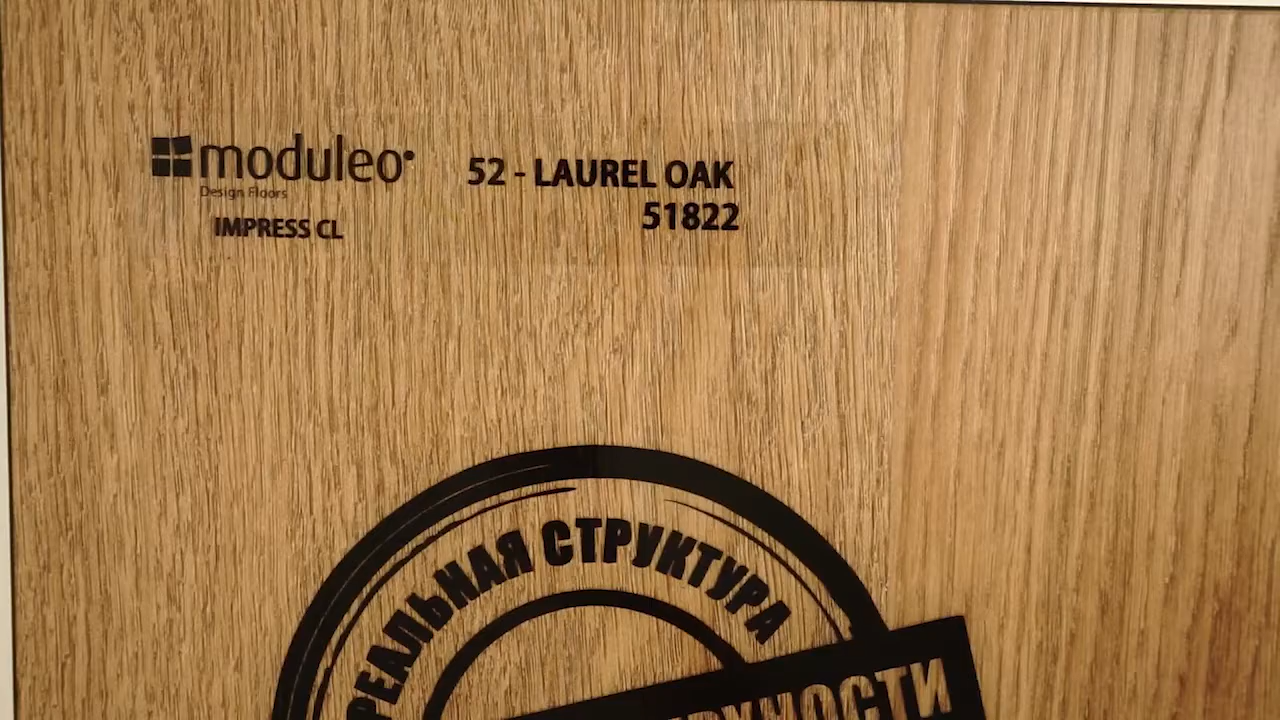 moduleo
Design Floors
IMPRESS CL
52 - LAUREL OAK
51822
РЕАЛЬНАЯ СТРУКТУРА